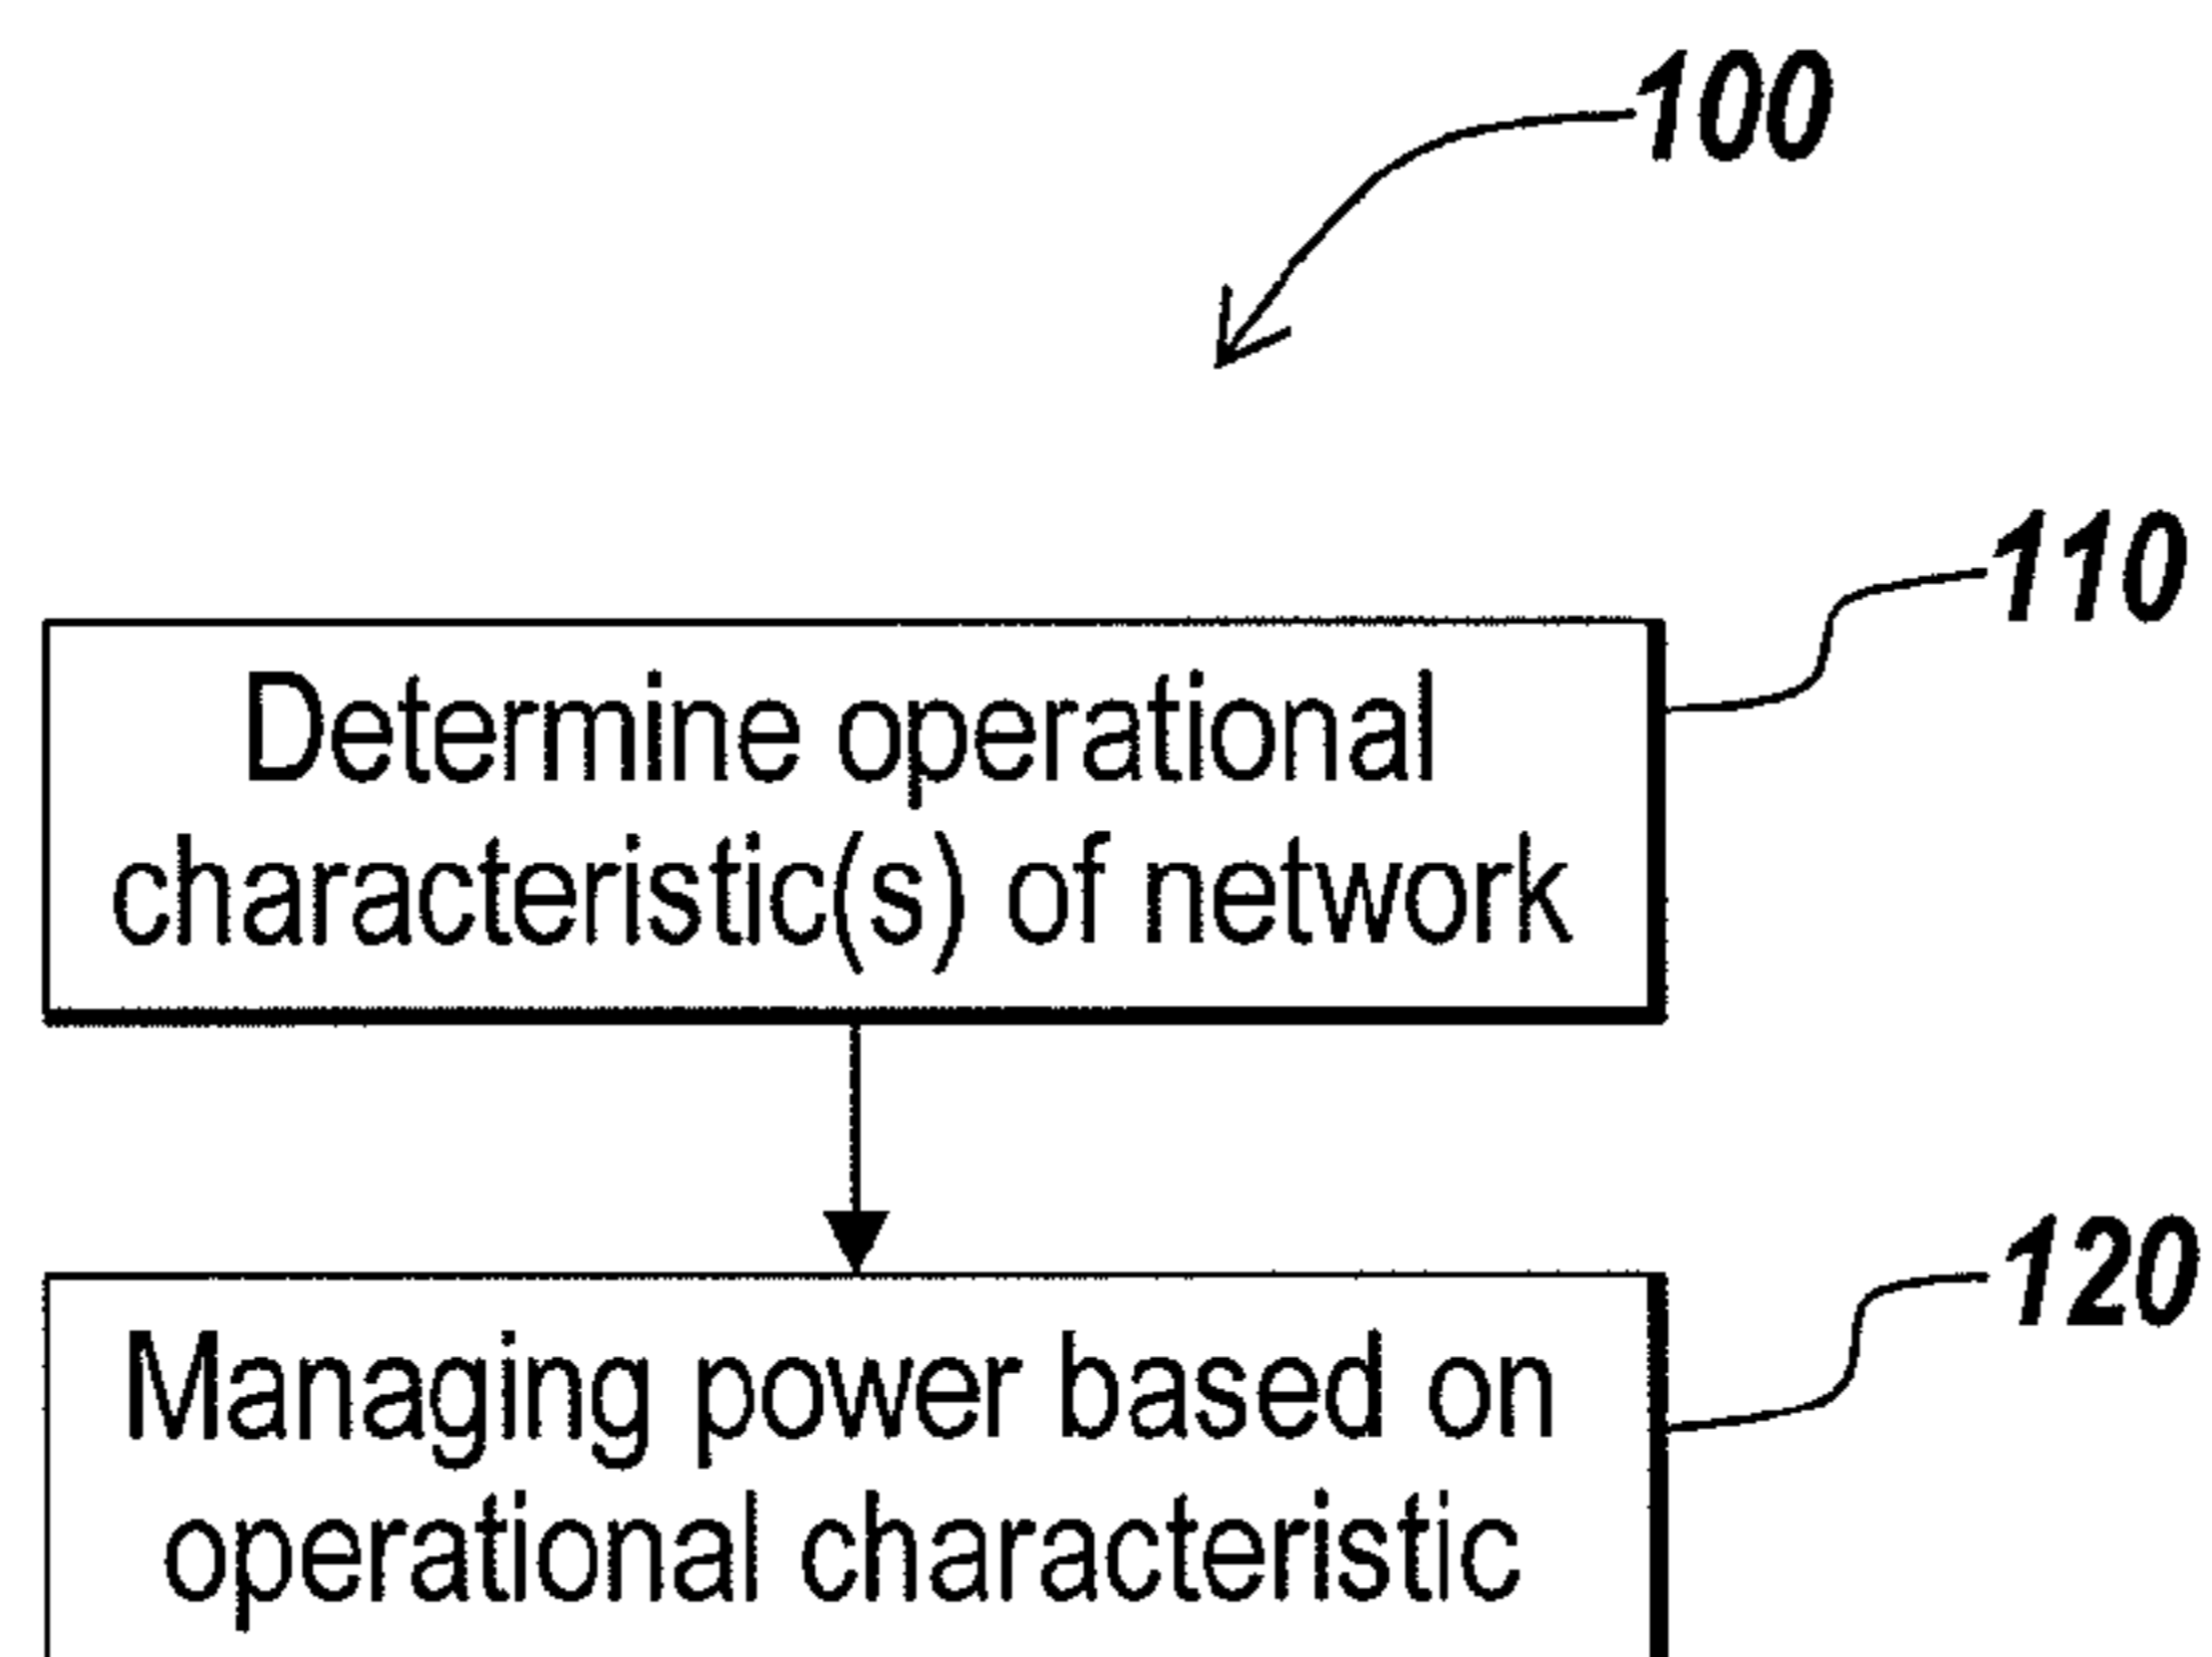 100
110
Determine operational
characteristic(s) of network
120
Managing power based on
operational characteristic